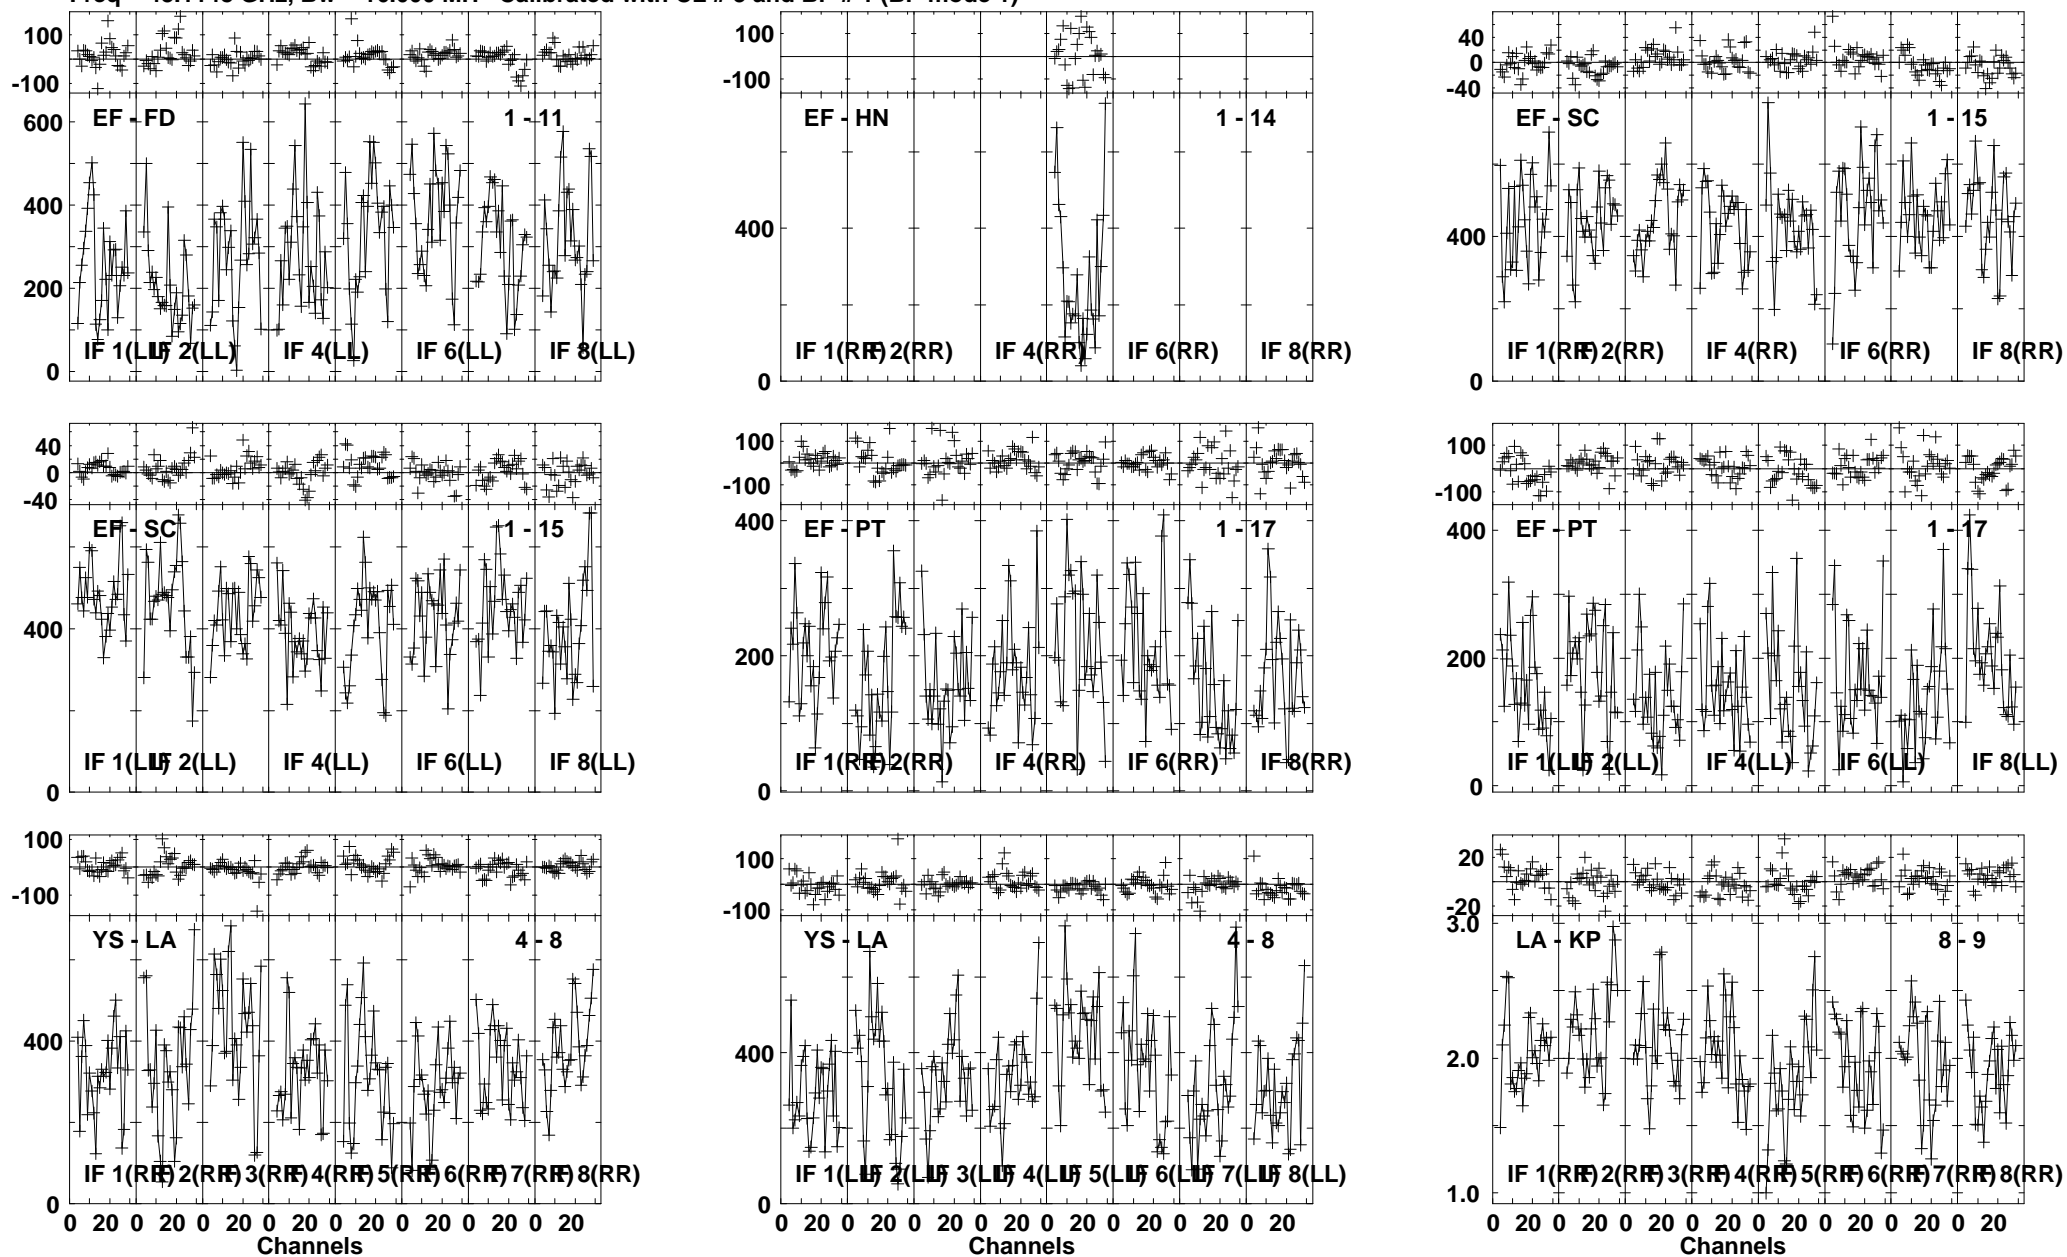 100
-100
600
400
200
0
EF - FD
1 - 11
IF 1(LL) IF 2(LL) IF 4(LL) IF 6(LL) IF 8(LL)
100
-100
400
0
EF - HN
1 - 14
IF 1(RR) IF 2(RR) IF 4(RR) IF 6(RR) IF 8(RR)
40
0
-40
400
0
EF - SC
1 - 15
IF 1(RR) IF 2(RR) IF 4(RR) IF 6(RR) IF 8(RR)
40
0
-40
400
0
EF - SC
1 - 15
IF 1(LL) IF 2(LL) IF 4(LL) IF 6(LL) IF 8(LL)
100
-100
400
200
0
EF - PT
1 - 17
IF 1(RR) IF 2(RR) IF 4(RR) IF 6(RR) IF 8(RR)
100
-100
400
200
0
EF - PT
1 - 17
IF 1(LL) IF 2(LL) IF 4(LL) IF 6(LL) IF 8(LL)
100
-100
400
0
YS - LA
4 - 8
IF 1(RR) IF 2(RR) IF 3(RR) IF 4(RR) IF 5(RR) IF 6(RR) IF 7(RR) IF 8(RR)
0 20 0 20 0 20 0 20 0 20 0 20 0 20 0 20
Channels
100
-100
400
0
YS - LA
4 - 8
IF 1(LL) IF 2(LL) IF 3(LL) IF 4(LL) IF 5(LL) IF 6(LL) IF 7(LL) IF 8(LL)
0 20 0 20 0 20 0 20 0 20 0 20 0 20 0 20
20
-20
3.0
2.0
1.0
LA - KP
8 - 9
IF 1(RR) IF 2(RR) IF 3(RR) IF 4(RR) IF 5(RR) IF 6(RR) IF 7(RR) IF 8(RR)
0 20 0 20 0 20 0 20 0 20 0 20 0 20 0 20
Channels